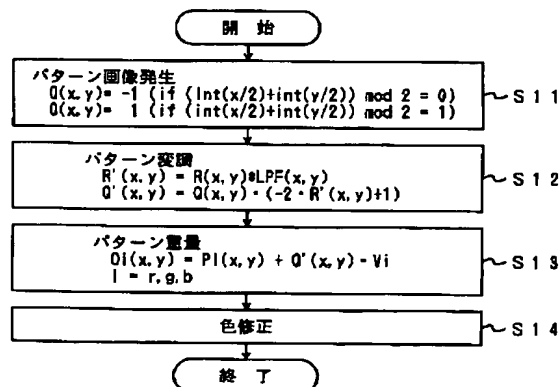 開始
パターン画像発生
Q(x,y)= -1 (if (Int(x/2)+int(y/2)) mod 2 = 0)
Q(x,y)= 1 (if (int(x/2)+int(y/2)) mod 2 = 1)
~S11
パターン変調
R'(x,y) = R(x,y)*LPF(x,y)
Q'(x,y) = Q(x,y)・(-2・R'(x,y)+1)
~S12
パターン重畳
Oi(x,y) = Pi(x,y) + Q'(x,y)・Vi
i = r,g,b
~S13
色修正
~S14
終了